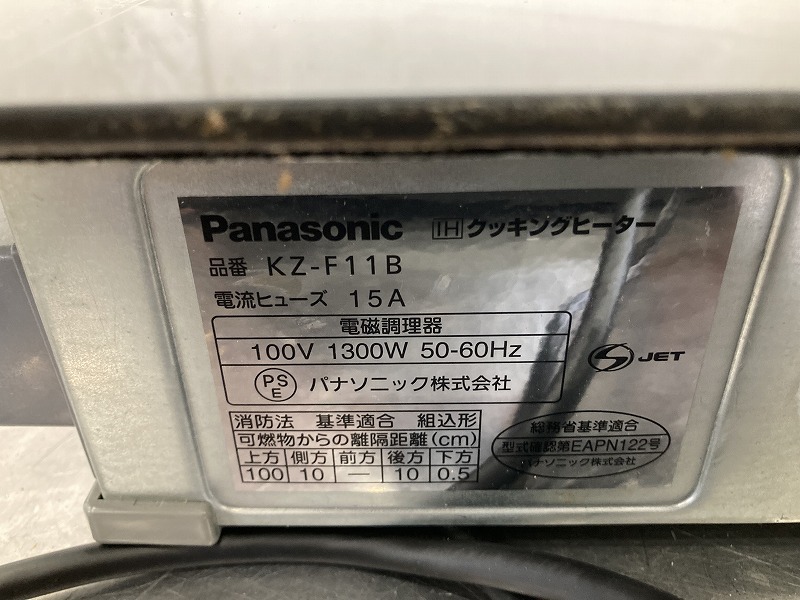 Panasonic IHクッキングヒーター
品番 KZ-F11B
電流ヒューズ 15A
電磁調理器
100V 1300W 50-60Hz
PSE パナソニック株式会社
S JET
消防法 基準適合 組込形
可燃物からの離隔距離(cm)
上方 側方 前方 後方 下方
100 10 — 10 0.5
総務省基準適合
型式確認第EAPN122号
パナソニック株式会社